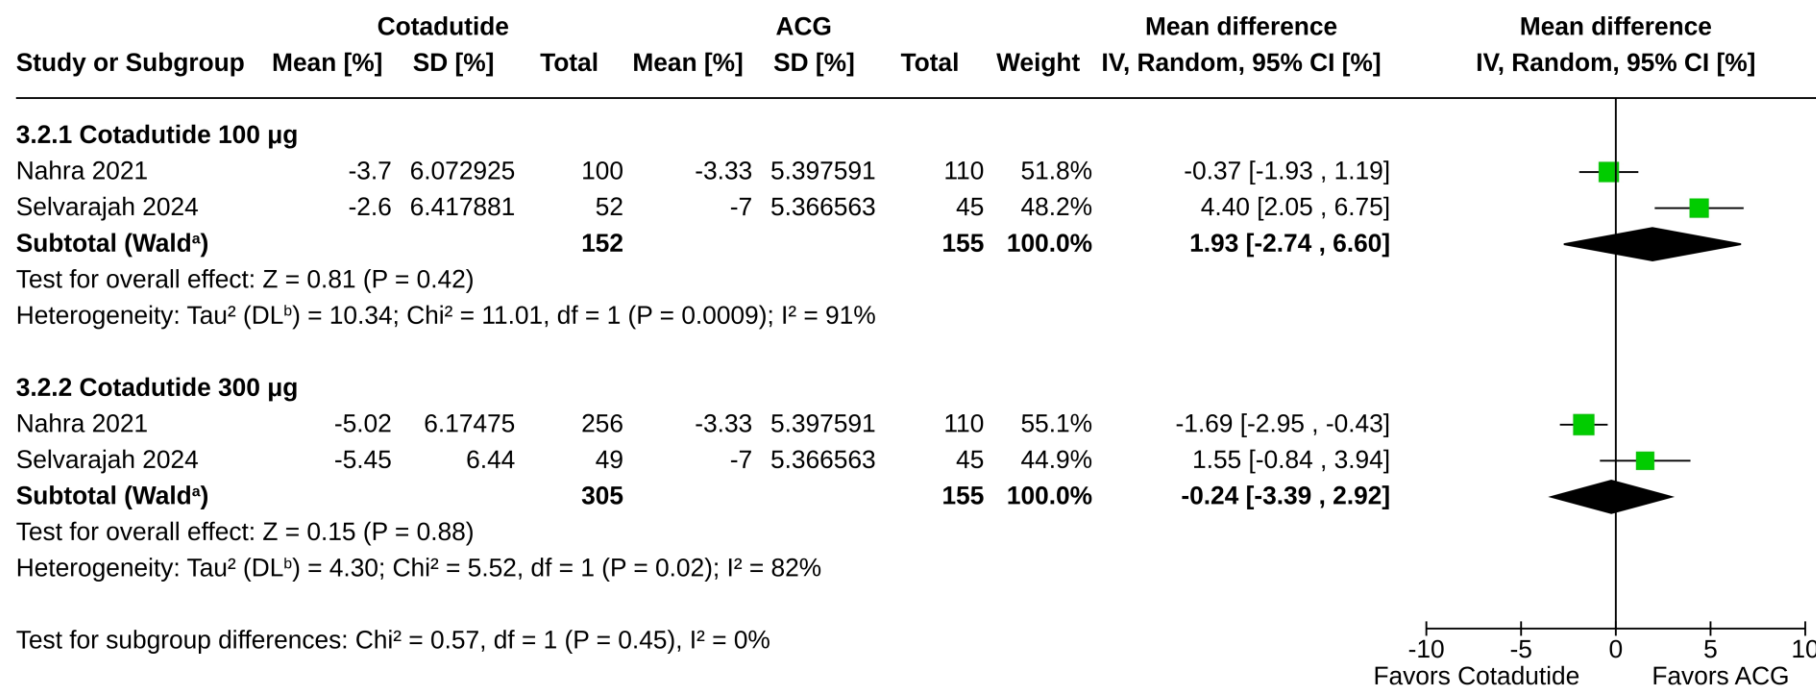 Cotadutide ACG Mean difference Mean difference
Study or Subgroup Mean [%] SD [%] Total Mean [%] SD [%] Total Weight IV, Random, 95% CI [%] IV, Random, 95% CI [%]
3.2.1 Cotadutide 100 μg
Nahra 2021 -3.7 6.072925 100 -3.33 5.397591 110 51.8% -0.37 [-1.93 , 1.19]
Selvarajah 2024 -2.6 6.417881 52 -7 5.366563 45 48.2% 4.40 [2.05 , 6.75]
Subtotal (Waldᵃ) 152 155 100.0% 1.93 [-2.74 , 6.60]
Test for overall effect: Z = 0.81 (P = 0.42)
Heterogeneity: Tau² (DLᵇ) = 10.34; Chi² = 11.01, df = 1 (P = 0.0009); I² = 91%
3.2.2 Cotadutide 300 μg
Nahra 2021 -5.02 6.17475 256 -3.33 5.397591 110 55.1% -1.69 [-2.95 , -0.43]
Selvarajah 2024 -5.45 6.44 49 -7 5.366563 45 44.9% 1.55 [-0.84 , 3.94]
Subtotal (Waldᵃ) 305 155 100.0% -0.24 [-3.39 , 2.92]
Test for overall effect: Z = 0.15 (P = 0.88)
Heterogeneity: Tau² (DLᵇ) = 4.30; Chi² = 5.52, df = 1 (P = 0.02); I² = 82%
Test for subgroup differences: Chi² = 0.57, df = 1 (P = 0.45), I² = 0%
-10 -5 0 5 10
Favors Cotadutide Favors ACG